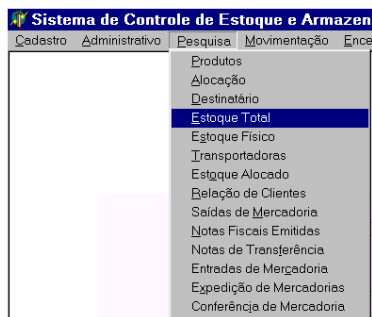 Sistema de Controle de Estoque e Armazen
Cadastro Administrativo Pesquisa Movimentação Ence
Produtos
Alocação
Destinatário
Estoque Total
Estoque Físico
Transportadoras
Estoque Alocado
Relação de Clientes
Saídas de Mercadoria
Notas Fiscais Emitidas
Notas de Transferência
Entradas de Mercadoria
Expedição de Mercadorias
Conferência de Mercadoria